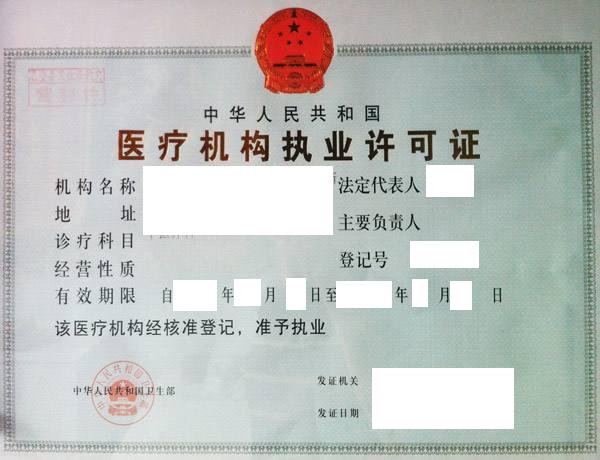 中华人民共和国
医疗机构执业许可证
机构名称 法定代表人
地址 主要负责人
诊疗科目
登记号
经营性质
有效期限 自 年 月 日至 年 月 日
该医疗机构经核准登记，准予执业
中华人民共和国卫生部
发证机关
发证日期